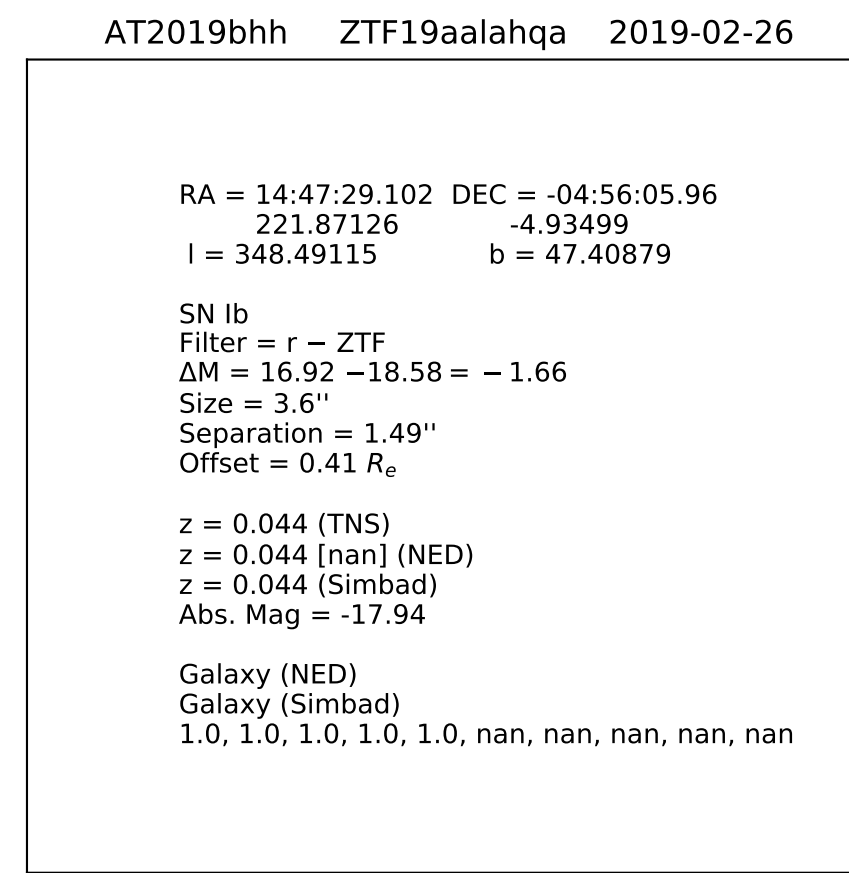 AT2019bhh ZTF19aalahqa 2019-02-26
RA = 14:47:29.102 DEC = -04:56:05.96
221.87126 -4.93499
l = 348.49115 b = 47.40879
SN Ib
Filter = r − ZTF
ΔM = 16.92 −18.58 = − 1.66
Size = 3.6''
Separation = 1.49''
Offset = 0.41 Rₑ
z = 0.044 (TNS)
z = 0.044 [nan] (NED)
z = 0.044 (Simbad)
Abs. Mag = -17.94
Galaxy (NED)
Galaxy (Simbad)
1.0, 1.0, 1.0, 1.0, 1.0, nan, nan, nan, nan, nan